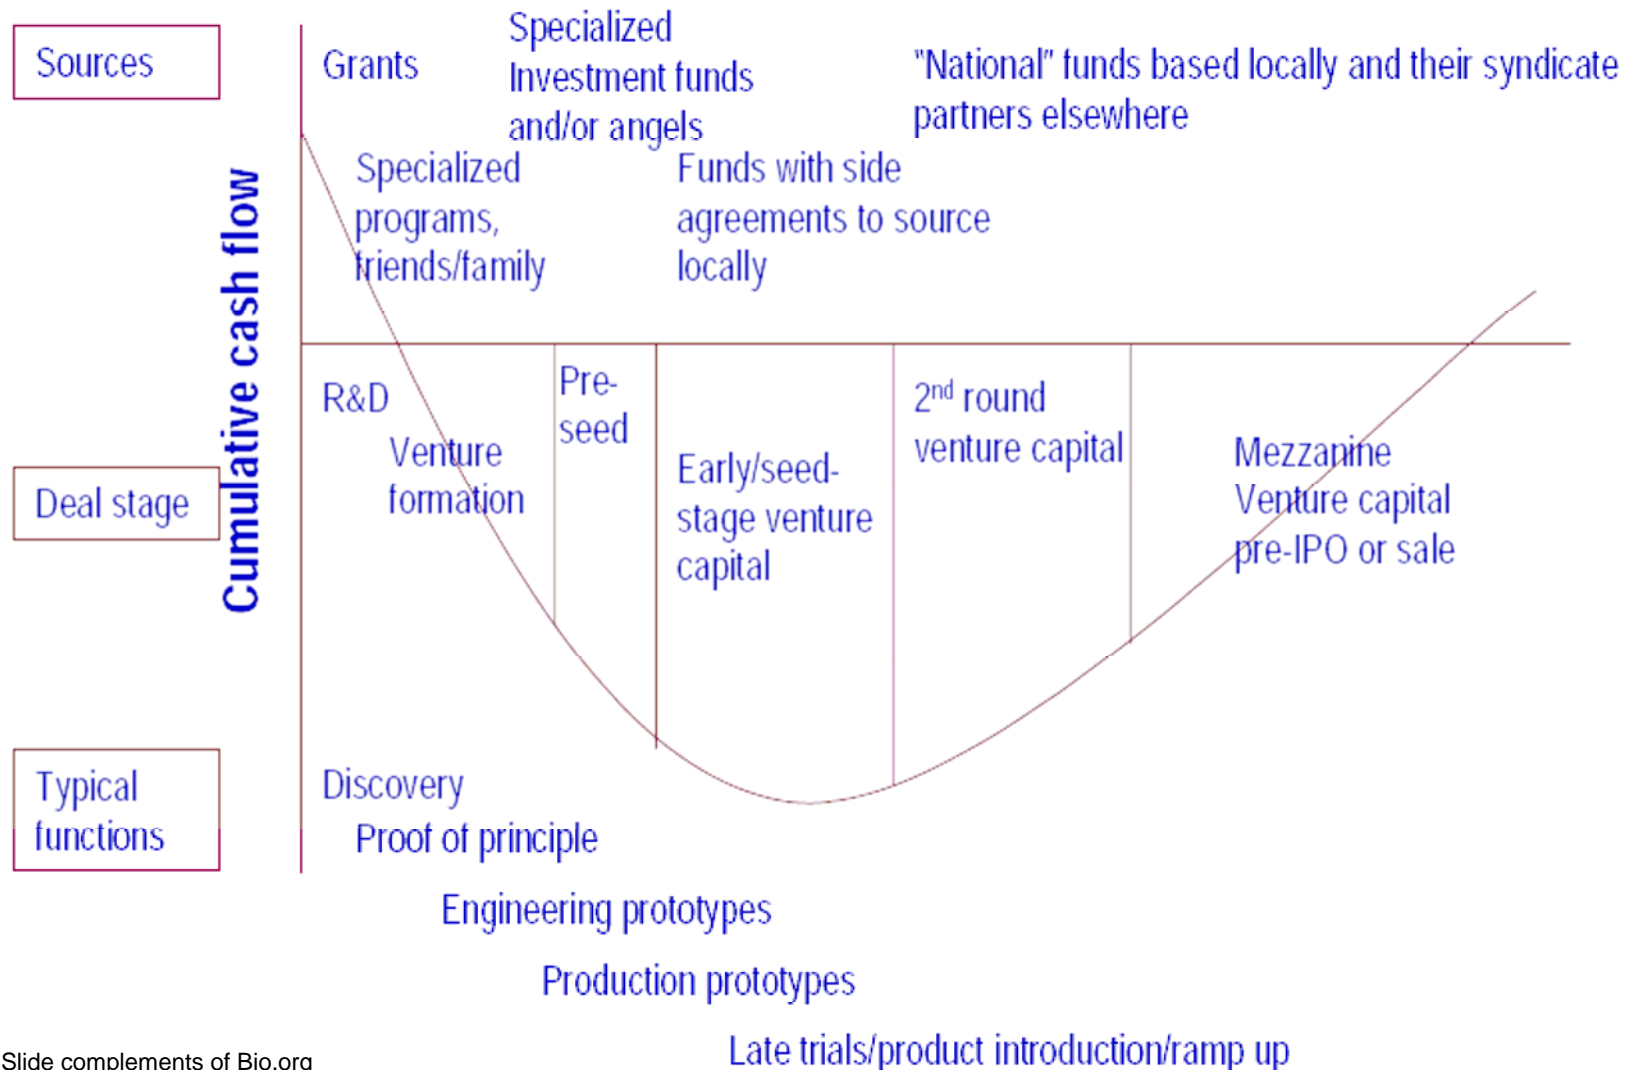 Sources
Grants
Specialized
Investment funds
and/or angels
"National" funds based locally and their syndicate
partners elsewhere
Specialized
programs,
friends/family
Funds with side
agreements to source
locally
Cumulative cash flow
Deal stage
R&D
Venture
formation
Pre-
seed
Early/seed-
stage venture
capital
2nd round
venture capital
Mezzanine
Venture capital
pre-IPO or sale
Typical
functions
Discovery
Proof of principle
Engineering prototypes
Production prototypes
Late trials/product introduction/ramp up
Slide complements of Bio.org